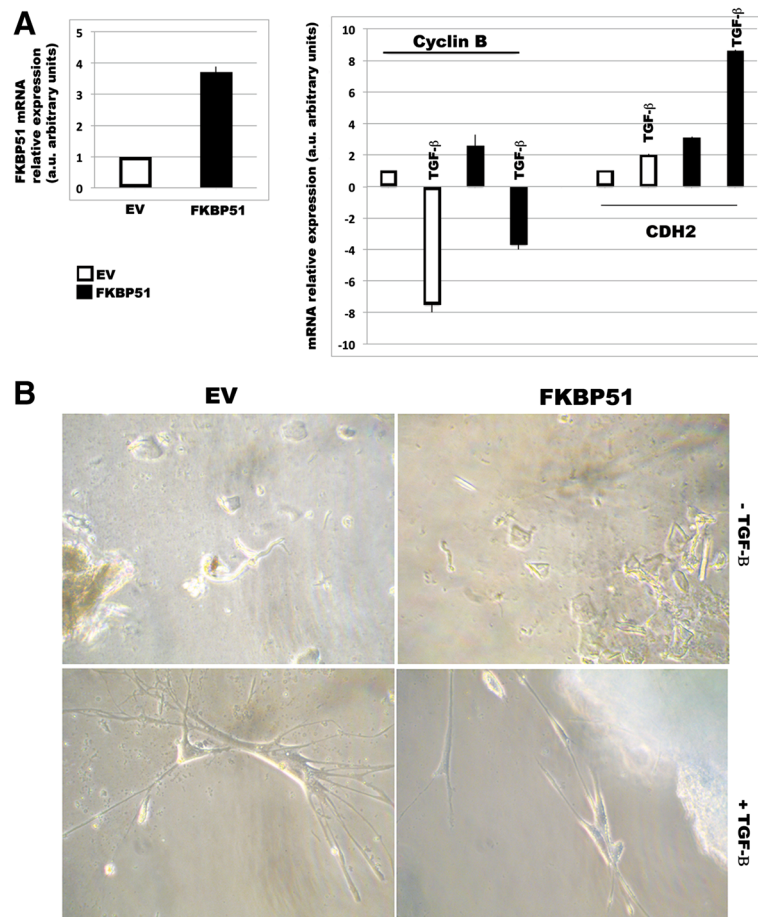 A
FKBP51 mRNA
relative expression
(a.u. arbitrary units)
5
4
3
2
1
0
EV
FKBP51
EV
FKBP51
mRNA relative expression (a.u. arbitrary units)
10
8
6
4
2
0
-2
-4
-6
-8
-10
Cyclin B
TGF-β
TGF-β
TGF-β
TGF-β
CDH2
B
EV
FKBP51
- TGF-β
+ TGF-β